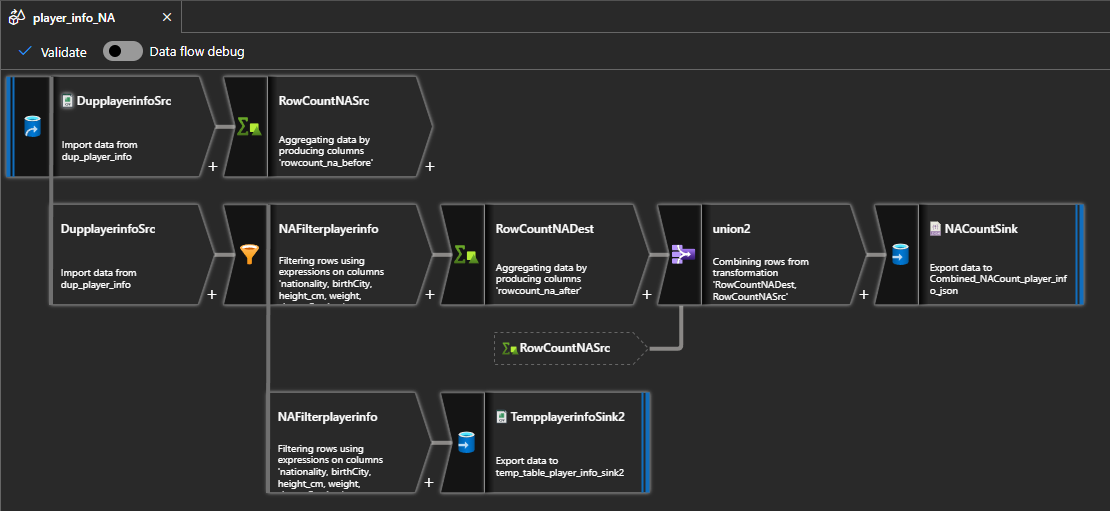 player_info_NA
Validate
Data flow debug
DupplayerinfoSrc
Import data from
dup_player_info
+
RowCountNASrc
Aggregating data by
producing columns
'rowcount_na_before'
+
DupplayerinfoSrc
Import data from
dup_player_info
+
NAFilterplayerinfo
Filtering rows using
expressions on columns
'nationality, birthCity,
height_cm, weight,
+
RowCountNADest
Aggregating data by
producing columns
'rowcount_na_after'
+
union2
Combining rows from
transformation
'RowCountNADest,
RowCountNASrc'
+
NACountSink
Export data to
Combined_NACount_player_inf
o_json
RowCountNASrc
NAFilterplayerinfo
Filtering rows using
expressions on columns
'nationality, birthCity,
height_cm, weight,
+
TempplayerinfoSink2
Export data to
temp_table_player_info_sink2